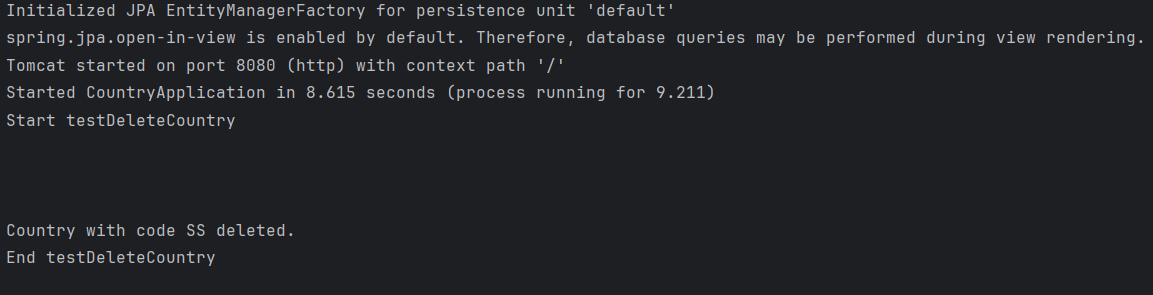 Initialized JPA EntityManagerFactory for persistence unit 'default'
spring.jpa.open-in-view is enabled by default. Therefore, database queries may be performed during view rendering.
Tomcat started on port 8080 (http) with context path '/'
Started CountryApplication in 8.615 seconds (process running for 9.211)
Start testDeleteCountry
Country with code SS deleted.
End testDeleteCountry